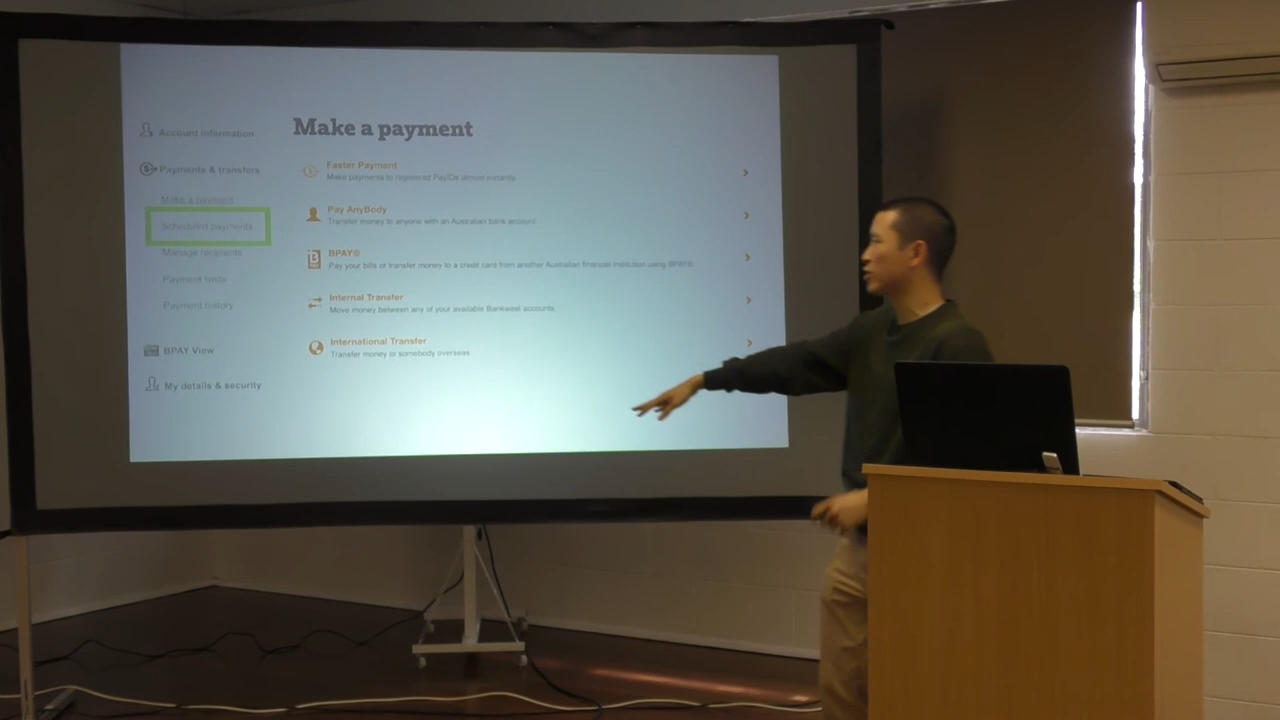 Make a payment
Account information
Payments & transfers
Make a payment
Scheduled payments
Manage recipients
Payment limits
Payment history
BPAY View
My details & security
Faster Payment
Make payments to registered PayIDs almost instantly.
Pay AnyBody
Transfer money to anyone with an Australian bank account
BPAY®
Pay your bills or transfer money to a credit card from another Australian financial institution using BPAY®.
Internal Transfer
Move money between any of your available Bankwest accounts.
International Transfer
Transfer money to somebody overseas